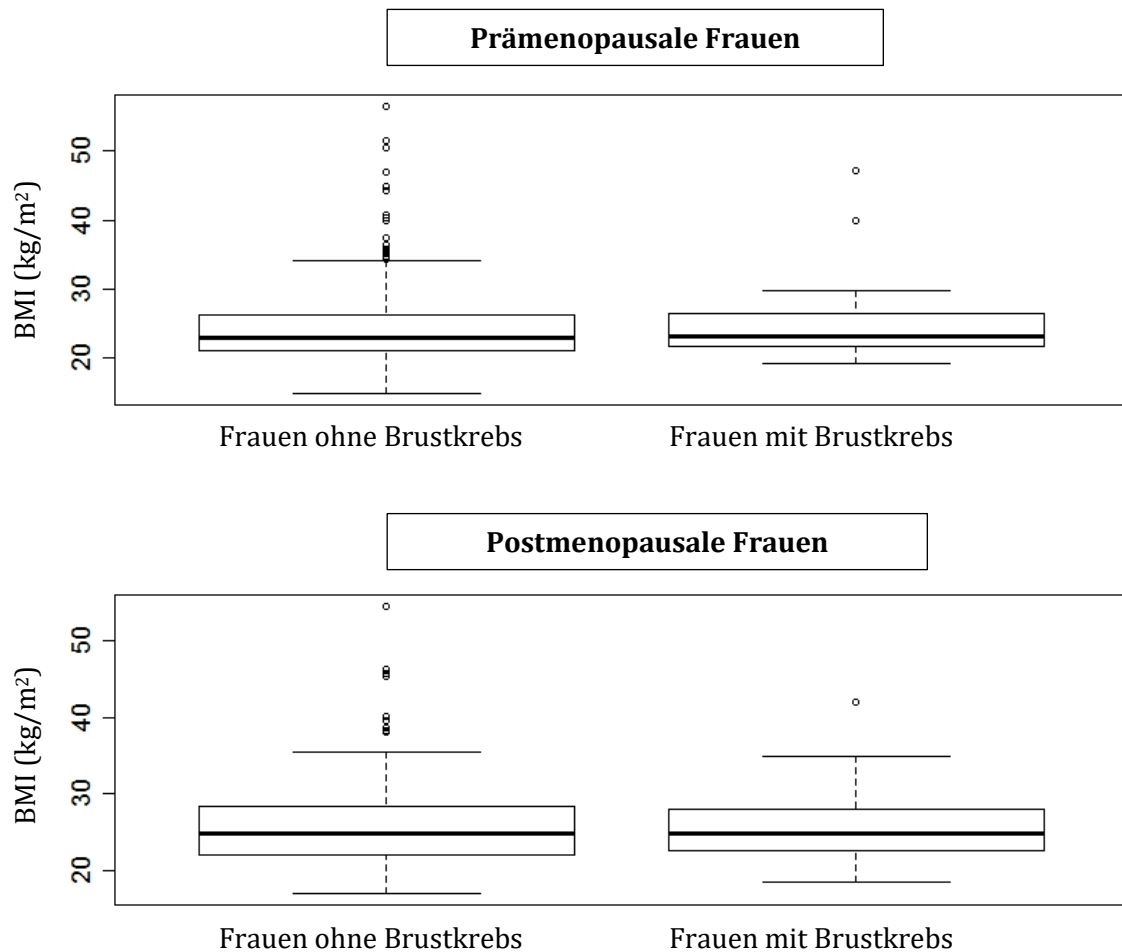 Prämenopausale Frauen
BMI (kg/m²)
50
40
30
20
Frauen ohne Brustkrebs Frauen mit Brustkrebs
Postmenopausale Frauen
BMI (kg/m²)
50
40
30
20
Frauen ohne Brustkrebs Frauen mit Brustkrebs